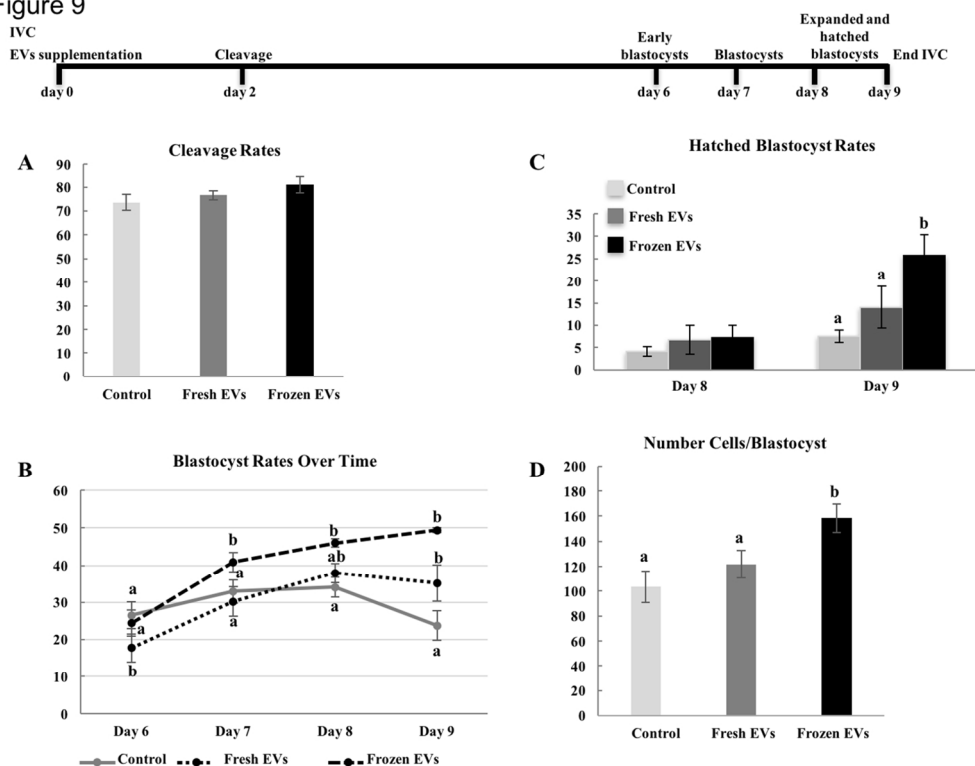 Figure 9
IVC
EVs supplementation
Cleavage
Early
blastocysts
Blastocysts
Expanded and
hatched
blastocysts
End IVC
day 0
day 2
day 6
day 7
day 8
day 9
A
Cleavage Rates
90
80
70
60
50
40
30
20
10
0
Control
Fresh EVs
Frozen EVs
C
Hatched Blastocyst Rates
Control
Fresh EVs
Frozen EVs
35
30
25
20
15
10
5
0
a
a
b
Day 8
Day 9
B
Blastocyst Rates Over Time
60
50
40
30
20
10
0
a
a
b
b
a
a
b
ab
a
b
b
a
Day 6
Day 7
Day 8
Day 9
Control
Fresh EVs
Frozen EVs
D
Number Cells/Blastocyst
200
180
160
140
120
100
80
60
40
20
0
a
a
b
Control
Fresh EVs
Frozen EVs